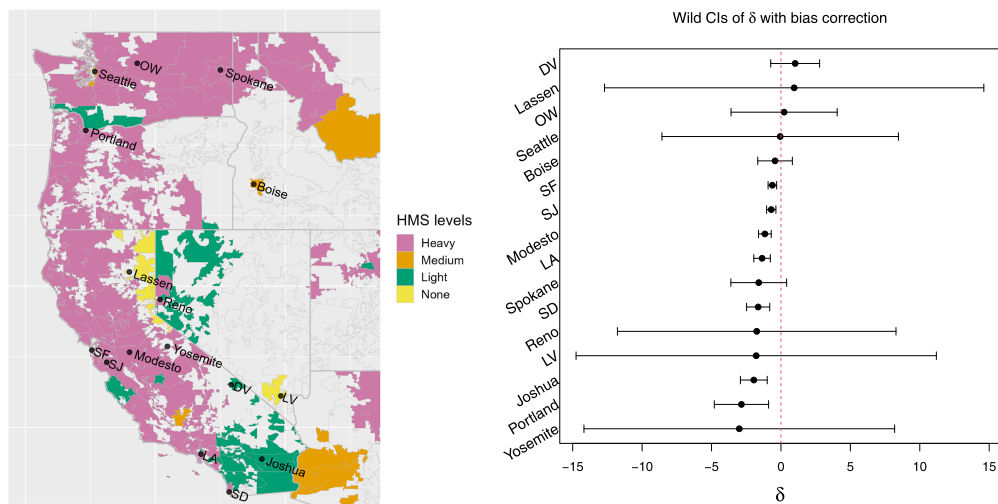 OW
Seattle
Spokane
Portland
Boise
Lassen
Reno
SF
SJ
Modesto
Yosemite
DV
LV
LA
Joshua
SD
HMS levels
Heavy
Medium
Light
None
Wild CIs of δ with bias correction
DV
Lassen
OW
Seattle
Boise
SF
SJ
Modesto
LA
Spokane
SD
Reno
LV
Joshua
Portland
Yosemite
−15 −10 −5 0 5 10 15
δ